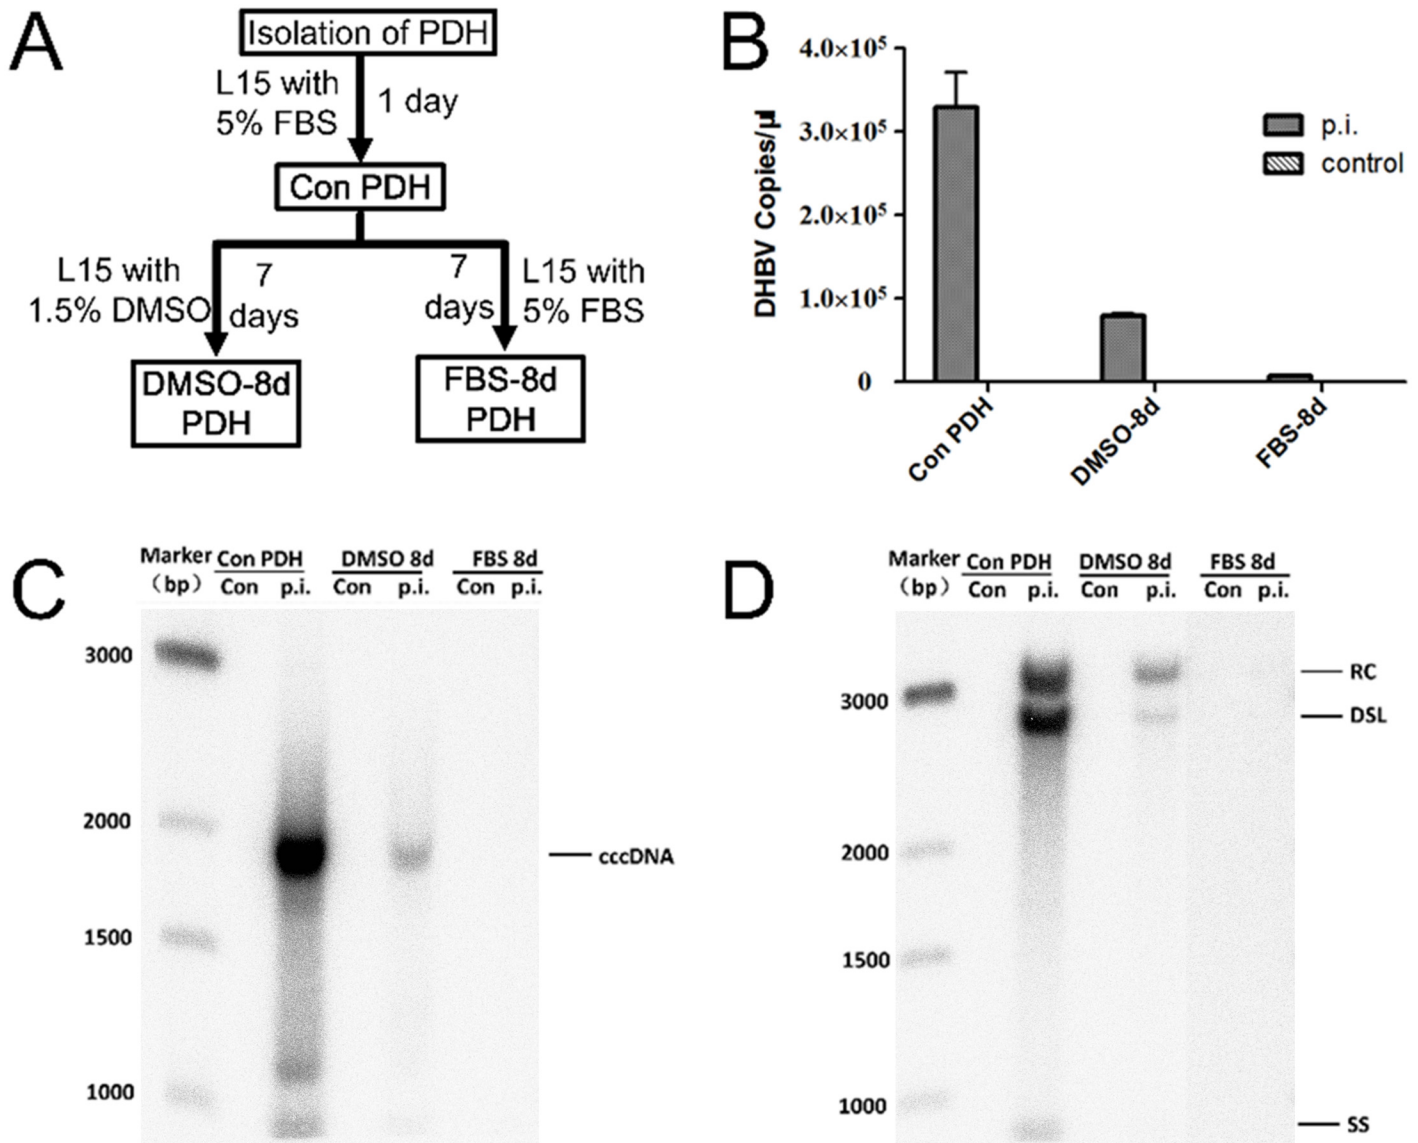 A
Isolation of PDH
L15 with
5% FBS
1 day
Con PDH
L15 with
1.5% DMSO
7
days
7
days
L15 with
5% FBS
DMSO-8d
PDH
FBS-8d
PDH
B
DHBV Copies/μl
4.0×10⁵
3.0×10⁵
2.0×10⁵
1.0×10⁵
0
p.i.
control
Con PDH
DMSO-8d
FBS-8d
C
Marker
(bp)
Con PDH DMSO 8d FBS 8d
Con p.i. Con p.i. Con p.i.
3000
2000
1500
1000
cccDNA
D
Marker
(bp)
Con PDH DMSO 8d FBS 8d
Con p.i. Con p.i. Con p.i.
3000
2000
1500
1000
RC
DSL
SS